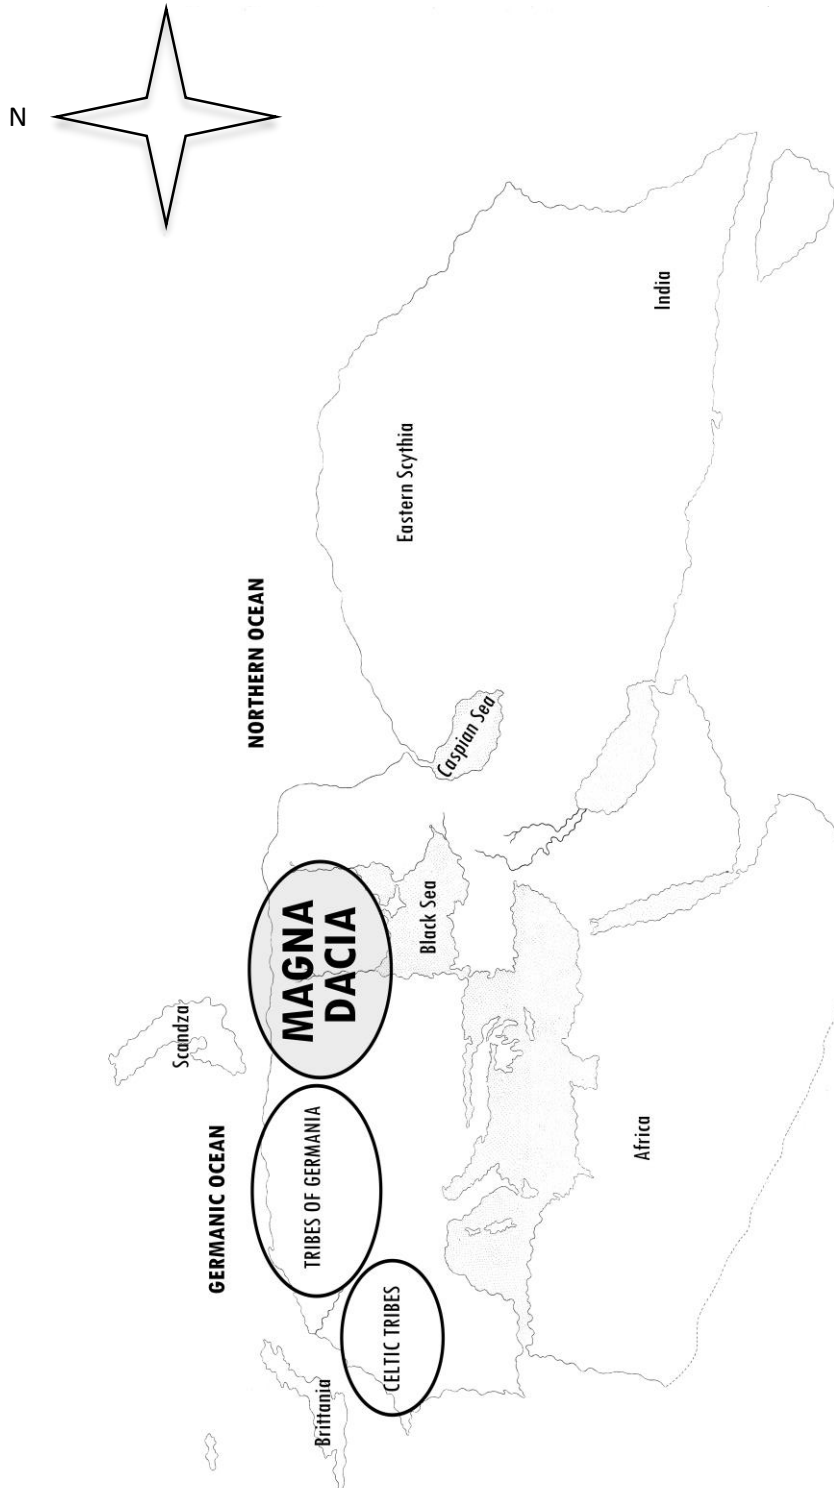 N
NORTHERN OCEAN
GERMANIC OCEAN
Scandza
Brittania
MAGNA
DACIA
TRIBES OF GERMANIA
CELTIC TRIBES
Black Sea
Caspian Sea
Eastern Scythia
India
Africa